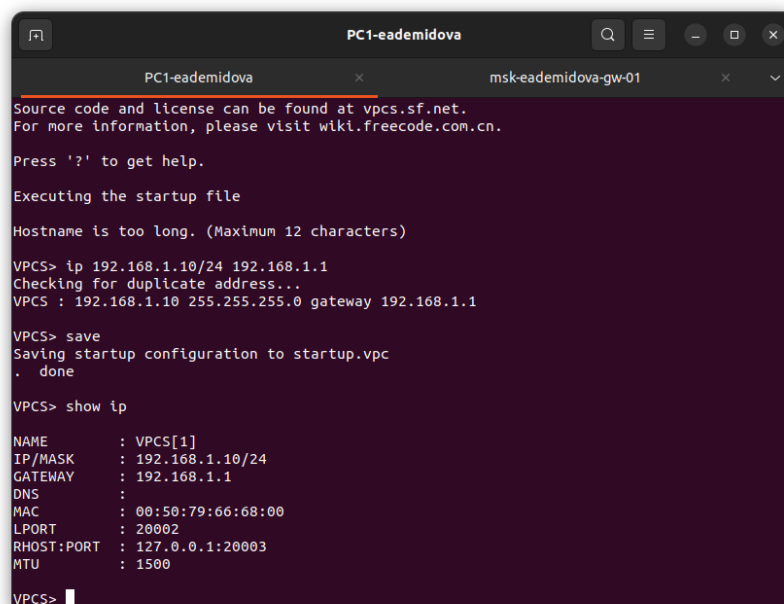 PC1-eademidova
PC1-eademidova
msk-eademidova-gw-01
Source code and license can be found at vpcs.sf.net.
For more information, please visit wiki.freecode.com.cn.
Press '?' to get help.
Executing the startup file
Hostname is too long. (Maximum 12 characters)
VPCS> ip 192.168.1.10/24 192.168.1.1
Checking for duplicate address...
VPCS : 192.168.1.10 255.255.255.0 gateway 192.168.1.1
VPCS> save
Saving startup configuration to startup.vpc
.  done
VPCS> show ip
NAME        : VPCS[1]
IP/MASK     : 192.168.1.10/24
GATEWAY     : 192.168.1.1
DNS         :
MAC         : 00:50:79:66:68:00
LPORT       : 20002
RHOST:PORT  : 127.0.0.1:20003
MTU         : 1500
VPCS>